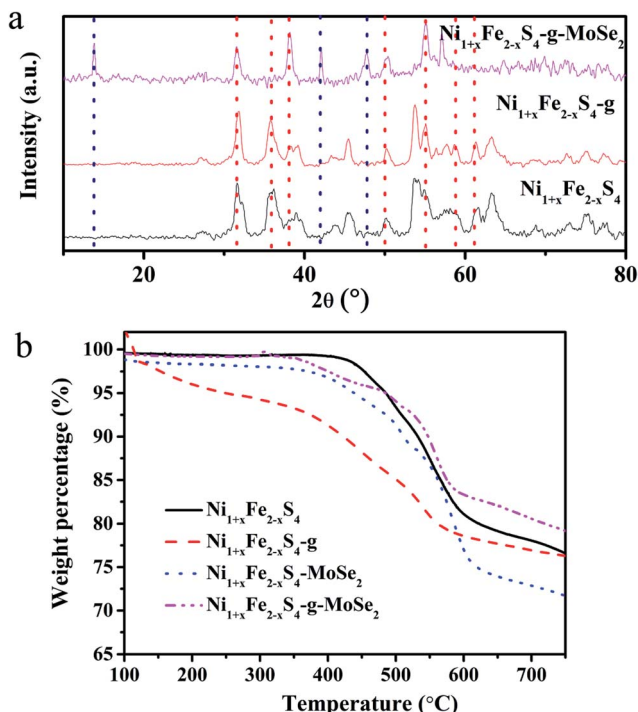 a
Intensity (a.u.)
Ni1+xFe2-xS4-g-MoSe2
Ni1+xFe2-xS4-g
Ni1+xFe2-xS4
20 40 60 80
2θ (°)
b
Weight percentage (%)
100
95
90
85
80
75
70
65
Ni1+xFe2-xS4
Ni1+xFe2-xS4-g
Ni1+xFe2-xS4-MoSe2
Ni1+xFe2-xS4-g-MoSe2
100 200 300 400 500 600 700
Temperature (°C)